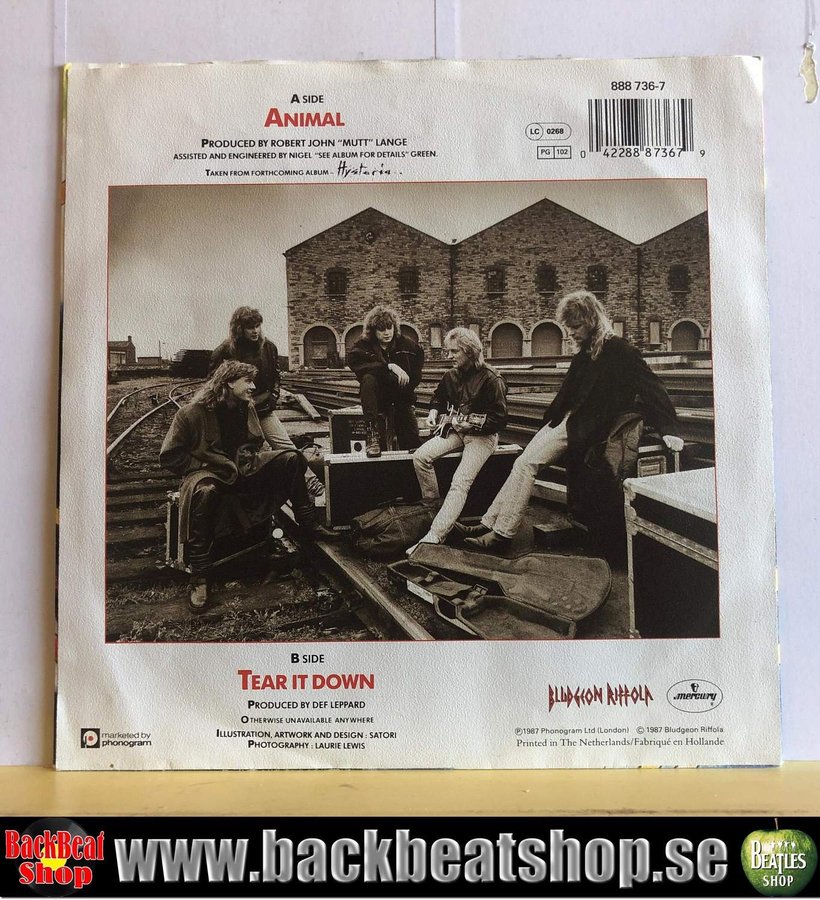 A SIDE
ANIMAL
PRODUCED BY ROBERT JOHN "MUTT" LANGE
ASSISTED AND ENGINEERED BY NIGEL "SEE ALBUM FOR DETAILS" GREEN.
TAKEN FROM FORTHCOMING ALBUM - Hysteria...
888 736-7
LC 0268
PG 102
0 42288 87367 9
B SIDE
TEAR IT DOWN
PRODUCED BY DEF LEPPARD
OTHERWISE UNAVAILABLE ANYWHERE
ILLUSTRATION, ARTWORK AND DESIGN : SATORI
PHOTOGRAPHY : LAURIE LEWIS
marketed by
phonogram
BLUDGEON RIFFOLA
mercury
℗1987 Phonogram Ltd (London) ©1987 Bludgeon Riffola
Printed in The Netherlands/Fabriqué en Hollande
BackBeat
Shop
www.backbeatshop.se
BEATLES
SHOP